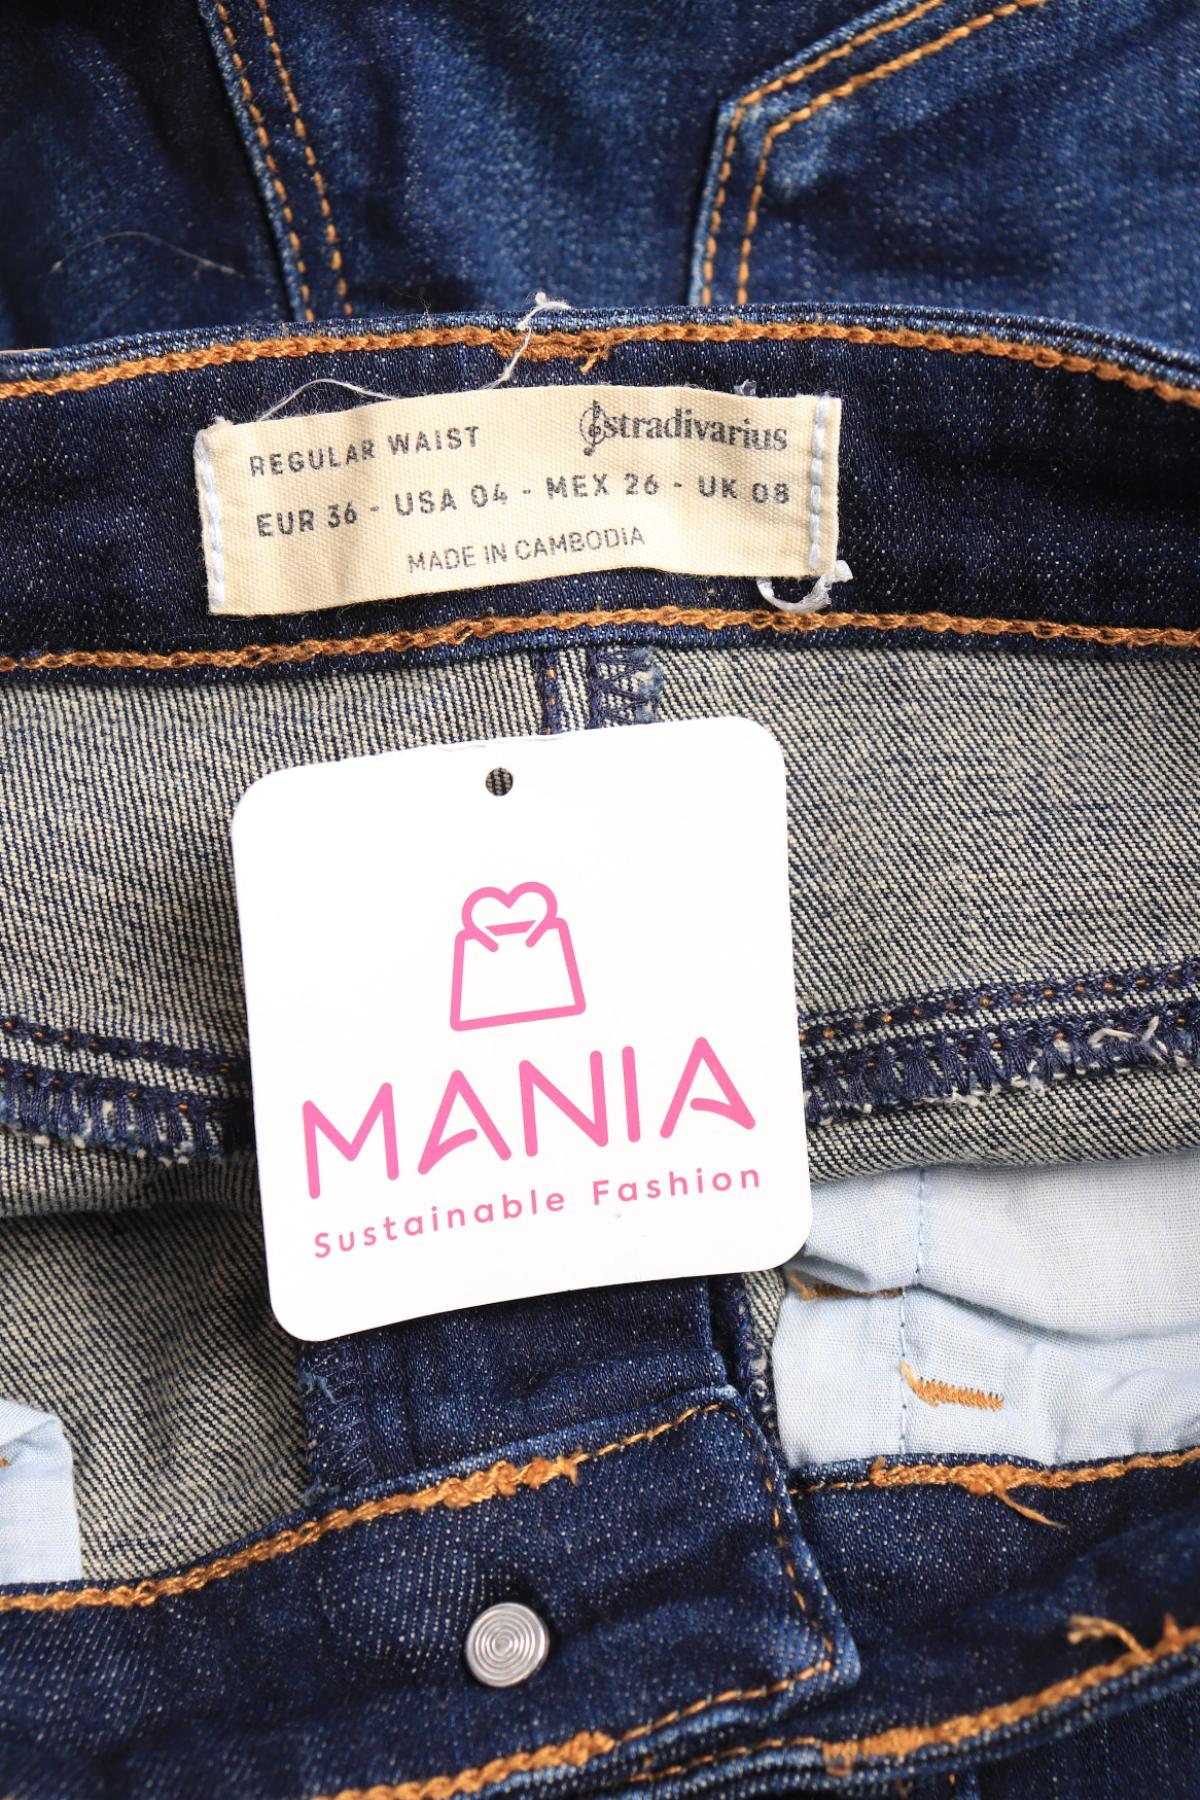 REGULAR WAIST stradivarius
EUR 36 - USA 04 - MEX 26 - UK 08
MADE IN CAMBODIA
MANIA
Sustainable Fashion